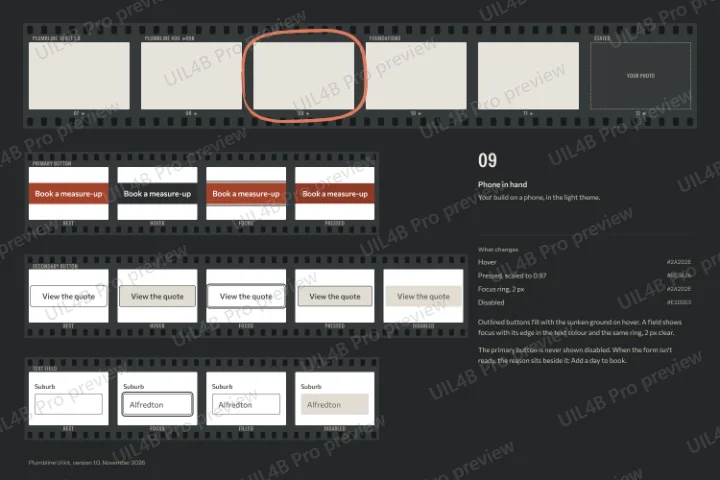 FOUNDATIONS
STATES
YOUR PHOTO
07
08
09
10
11
12
PRIMARY BUTTON
Book a measure-up
Book a measure-up
Book a measure-up
Book a measure-up
REST
HOVER
FOCUS
PRESSED
SECONDARY BUTTON
View the quote
View the quote
View the quote
View the quote
View the quote
REST
HOVER
FOCUS
PRESSED
DISABLED
TEXT FIELD
Suburb
Suburb
Suburb
Suburb
Alfredton
Alfredton
Alfredton
REST
FOCUS
FILLED
DISABLED
Plumbline UI kit, version 1.0, November 2026
09
Phone in hand
Your build on a phone, in the light theme.
What changes
Hover
Pressed, scaled to 0.97
Focus ring, 2 px
Disabled
Outlined buttons fill with the sunken ground on hover. A field shows
focus with its edge in the text colour and the same ring, 2 px clear.
The primary button is never shown disabled. When the form isn't
ready, the reason sits beside it: Add a day to book.
UIL4B Pro preview